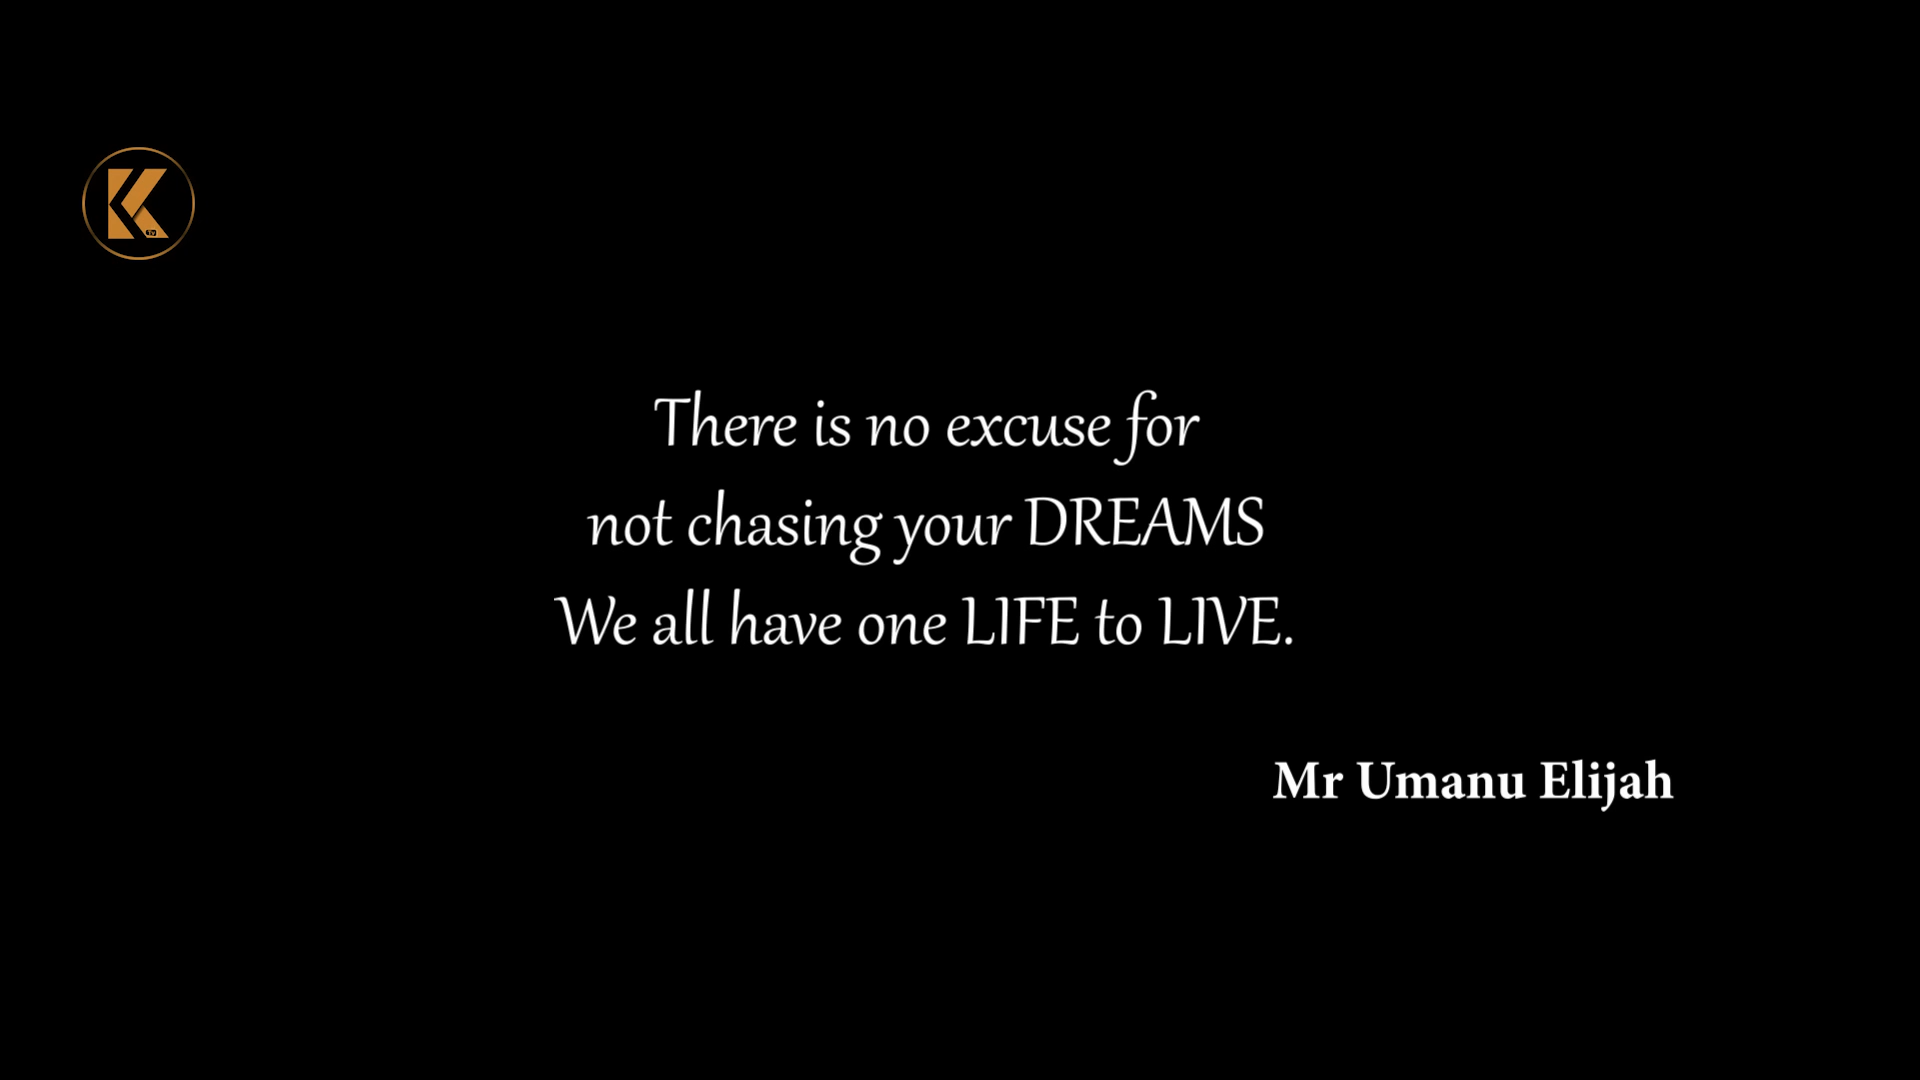 K
TV
There is no excuse for
not chasing your DREAMS
We all have one LIFE to LIVE.
Mr Umanu Elijah